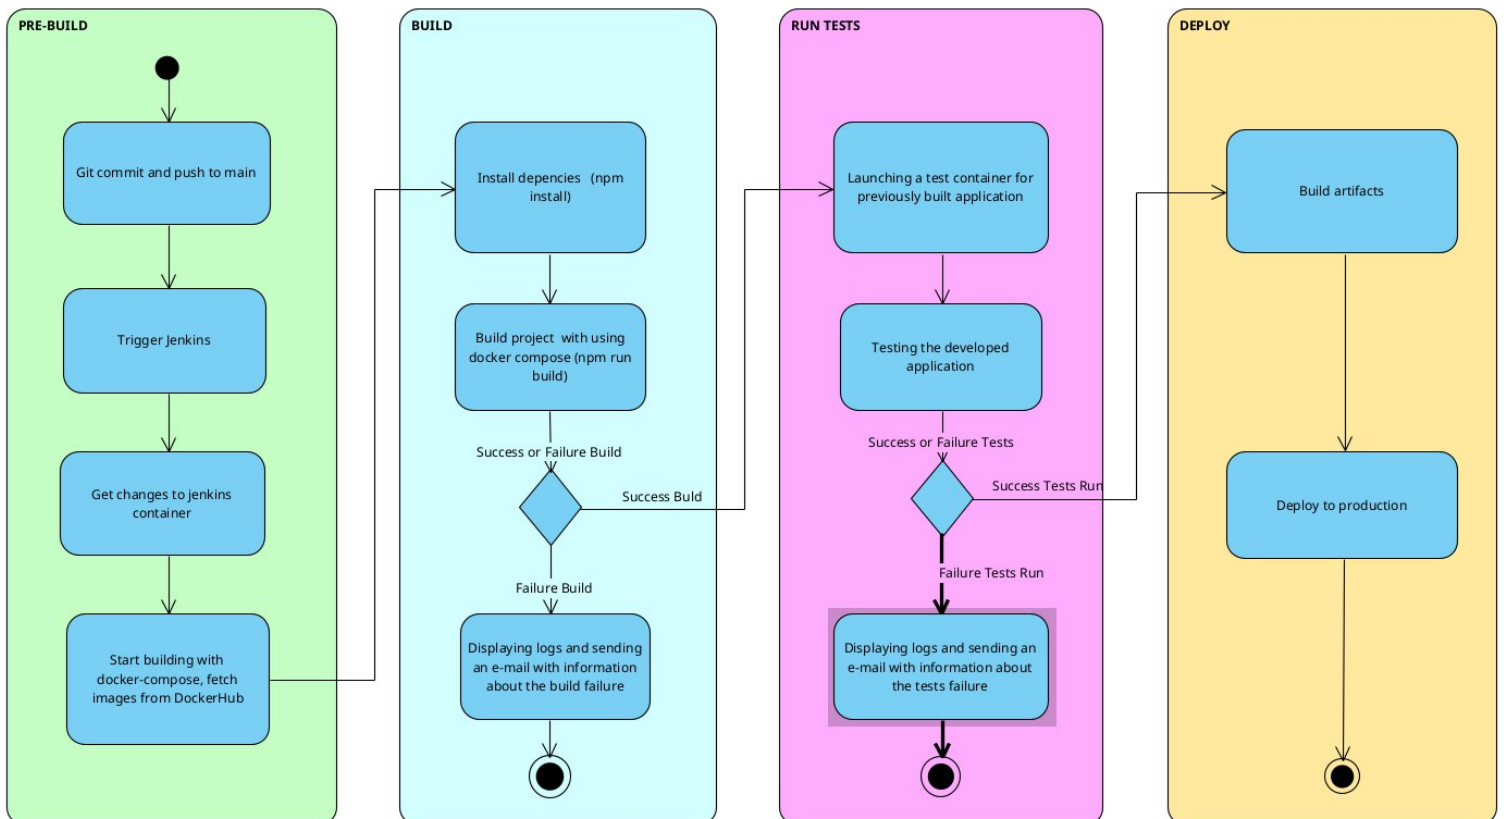 PRE-BUILD
Git commit and push to main
Trigger Jenkins
Get changes to jenkins
container
Start building with
docker-compose, fetch
images from DockerHub
BUILD
Install depencies   (npm
install)
Build project  with using
docker compose (npm run
build)
Success or Failure Build
Success Buld
Failure Build
Displaying logs and sending
an e-mail with information
about the build failure
RUN TESTS
Launching a test container for
previously built application
Testing the developed
application
Success or Failure Tests
Success Tests Run
Failure Tests Run
Displaying logs and sending an
e-mail with information about
the tests failure
DEPLOY
Build artifacts
Deploy to production